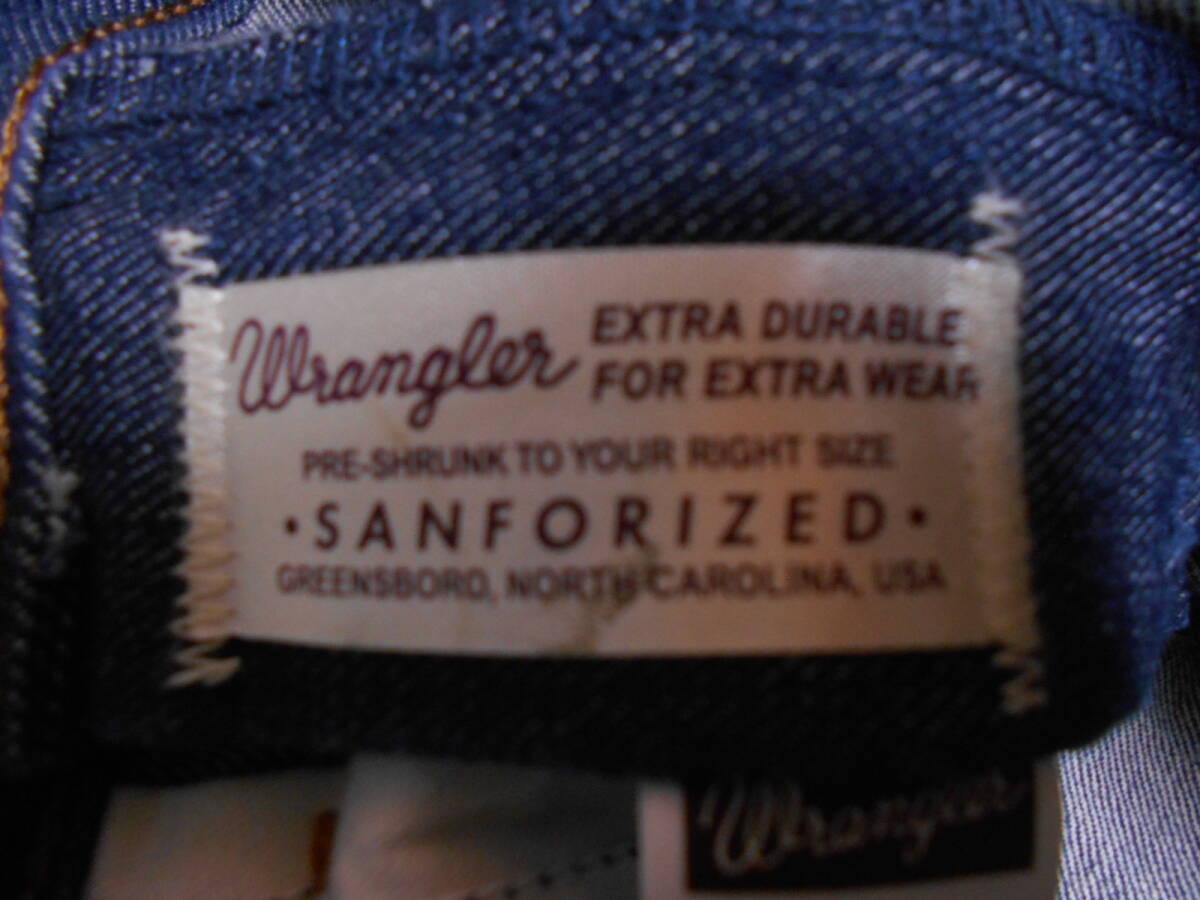 Wrangler EXTRA DURABLE
FOR EXTRA WEAR
PRE-SHRUNK TO YOUR RIGHT SIZE
• SANFORIZED •
GREENSBORO, NORTH CAROLINA, USA
Wrangler